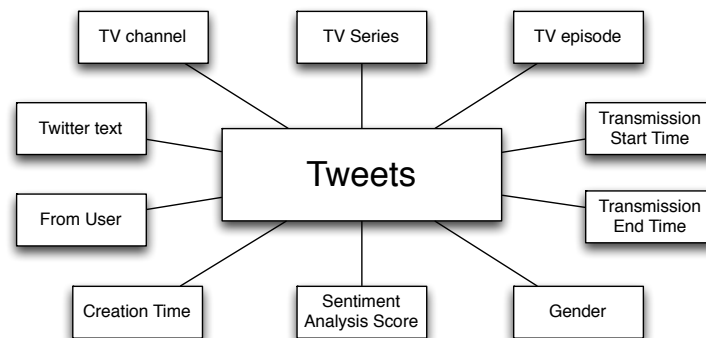 TV channel
TV Series
TV episode
Twitter text
Transmission
Start Time
Tweets
From User
Transmission
End Time
Creation Time
Sentiment
Analysis Score
Gender